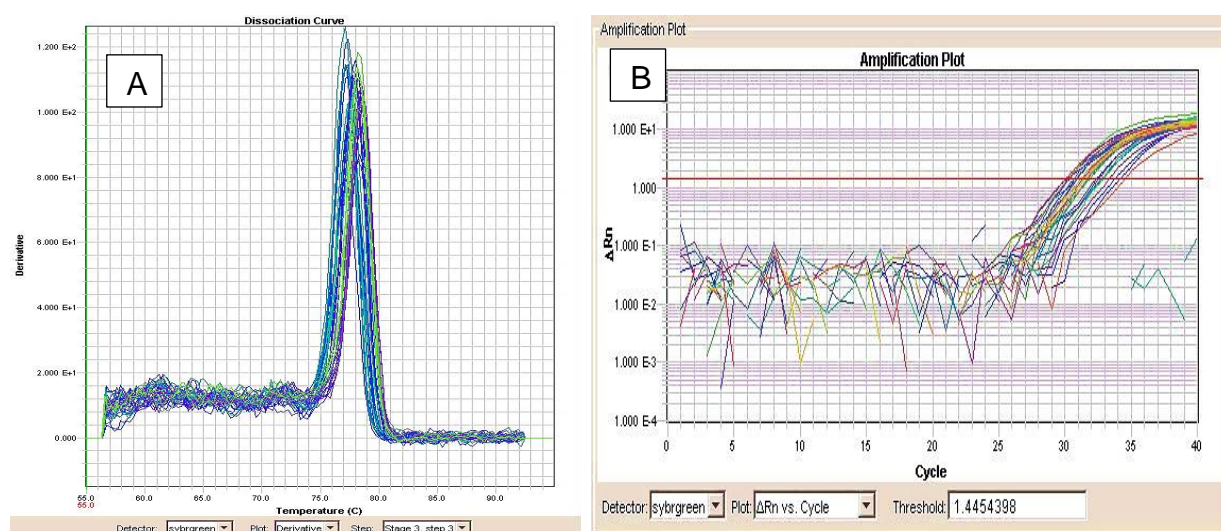 Dissociation Curve
A
1.200 E+2
1.000 E+2
8.000 E+1
6.000 E+1
4.000 E+1
2.000 E+1
0.000
Derivative
55.0 60.0 65.0 70.0 75.0 80.0 85.0 90.0
55.0
Temperature (C)
Detector: sybrgreen Plot: Derivative Step: Stage 3, step 3
Amplification Plot
Amplification Plot
B
1.000 E+1
1.000
1.000 E-1
1.000 E-2
1.000 E-3
1.000 E-4
ΔRn
0 5 10 15 20 25 30 35 40
Cycle
Detector: sybrgreen Plot: ΔRn vs. Cycle Threshold: 1.4454398